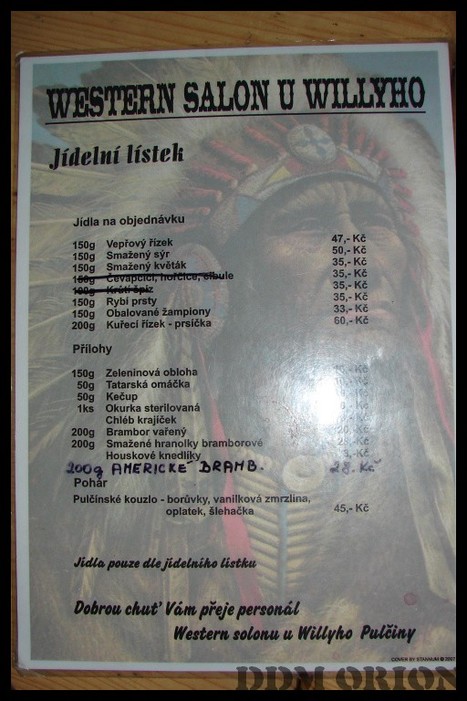 WESTERN SALON U WILLYHO
Jídelní lístek
Jídla na objednávku
150g Vepřový řízek 47,- Kč
150g Smažený sýr 50,- Kč
150g Smažený květák 35,- Kč
150g Čevapčici, hořčice, cibule 35,- Kč
100g Krůtí špíz 35,- Kč
150g Rybí prsty 35,- Kč
150g Obalované žampiony 33,- Kč
200g Kuřecí řízek - prsíčka 60,- Kč
Přílohy
150g Zeleninová obloha
50g Tatarská omáčka
50g Kečup
1ks Okurka sterilovaná
Chléb krajíček
200g Brambor vařený
200g Smažené hranolky bramborové
Houskové knedlíky 3,- Kč
200g AMERICKÉ BRAMB. 28. Kč
Pohár
Pulčinské kouzlo - borůvky, vanilková zmrzlina,
oplatek, šlehačka 45,- Kč
Jídla pouze dle jídelního lístku
Dobrou chuť Vám přeje personál
Western solonu u Willyho Pulčiny
COVER BY
DDM ORION